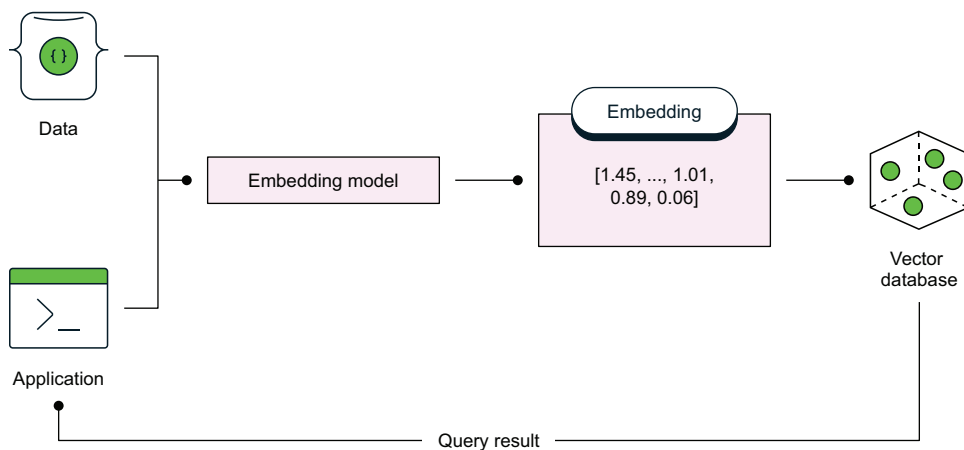 { }
Data
Embedding model
Embedding
[1.45, ..., 1.01,
0.89, 0.06]
Vector
database
>_
Application
Query result